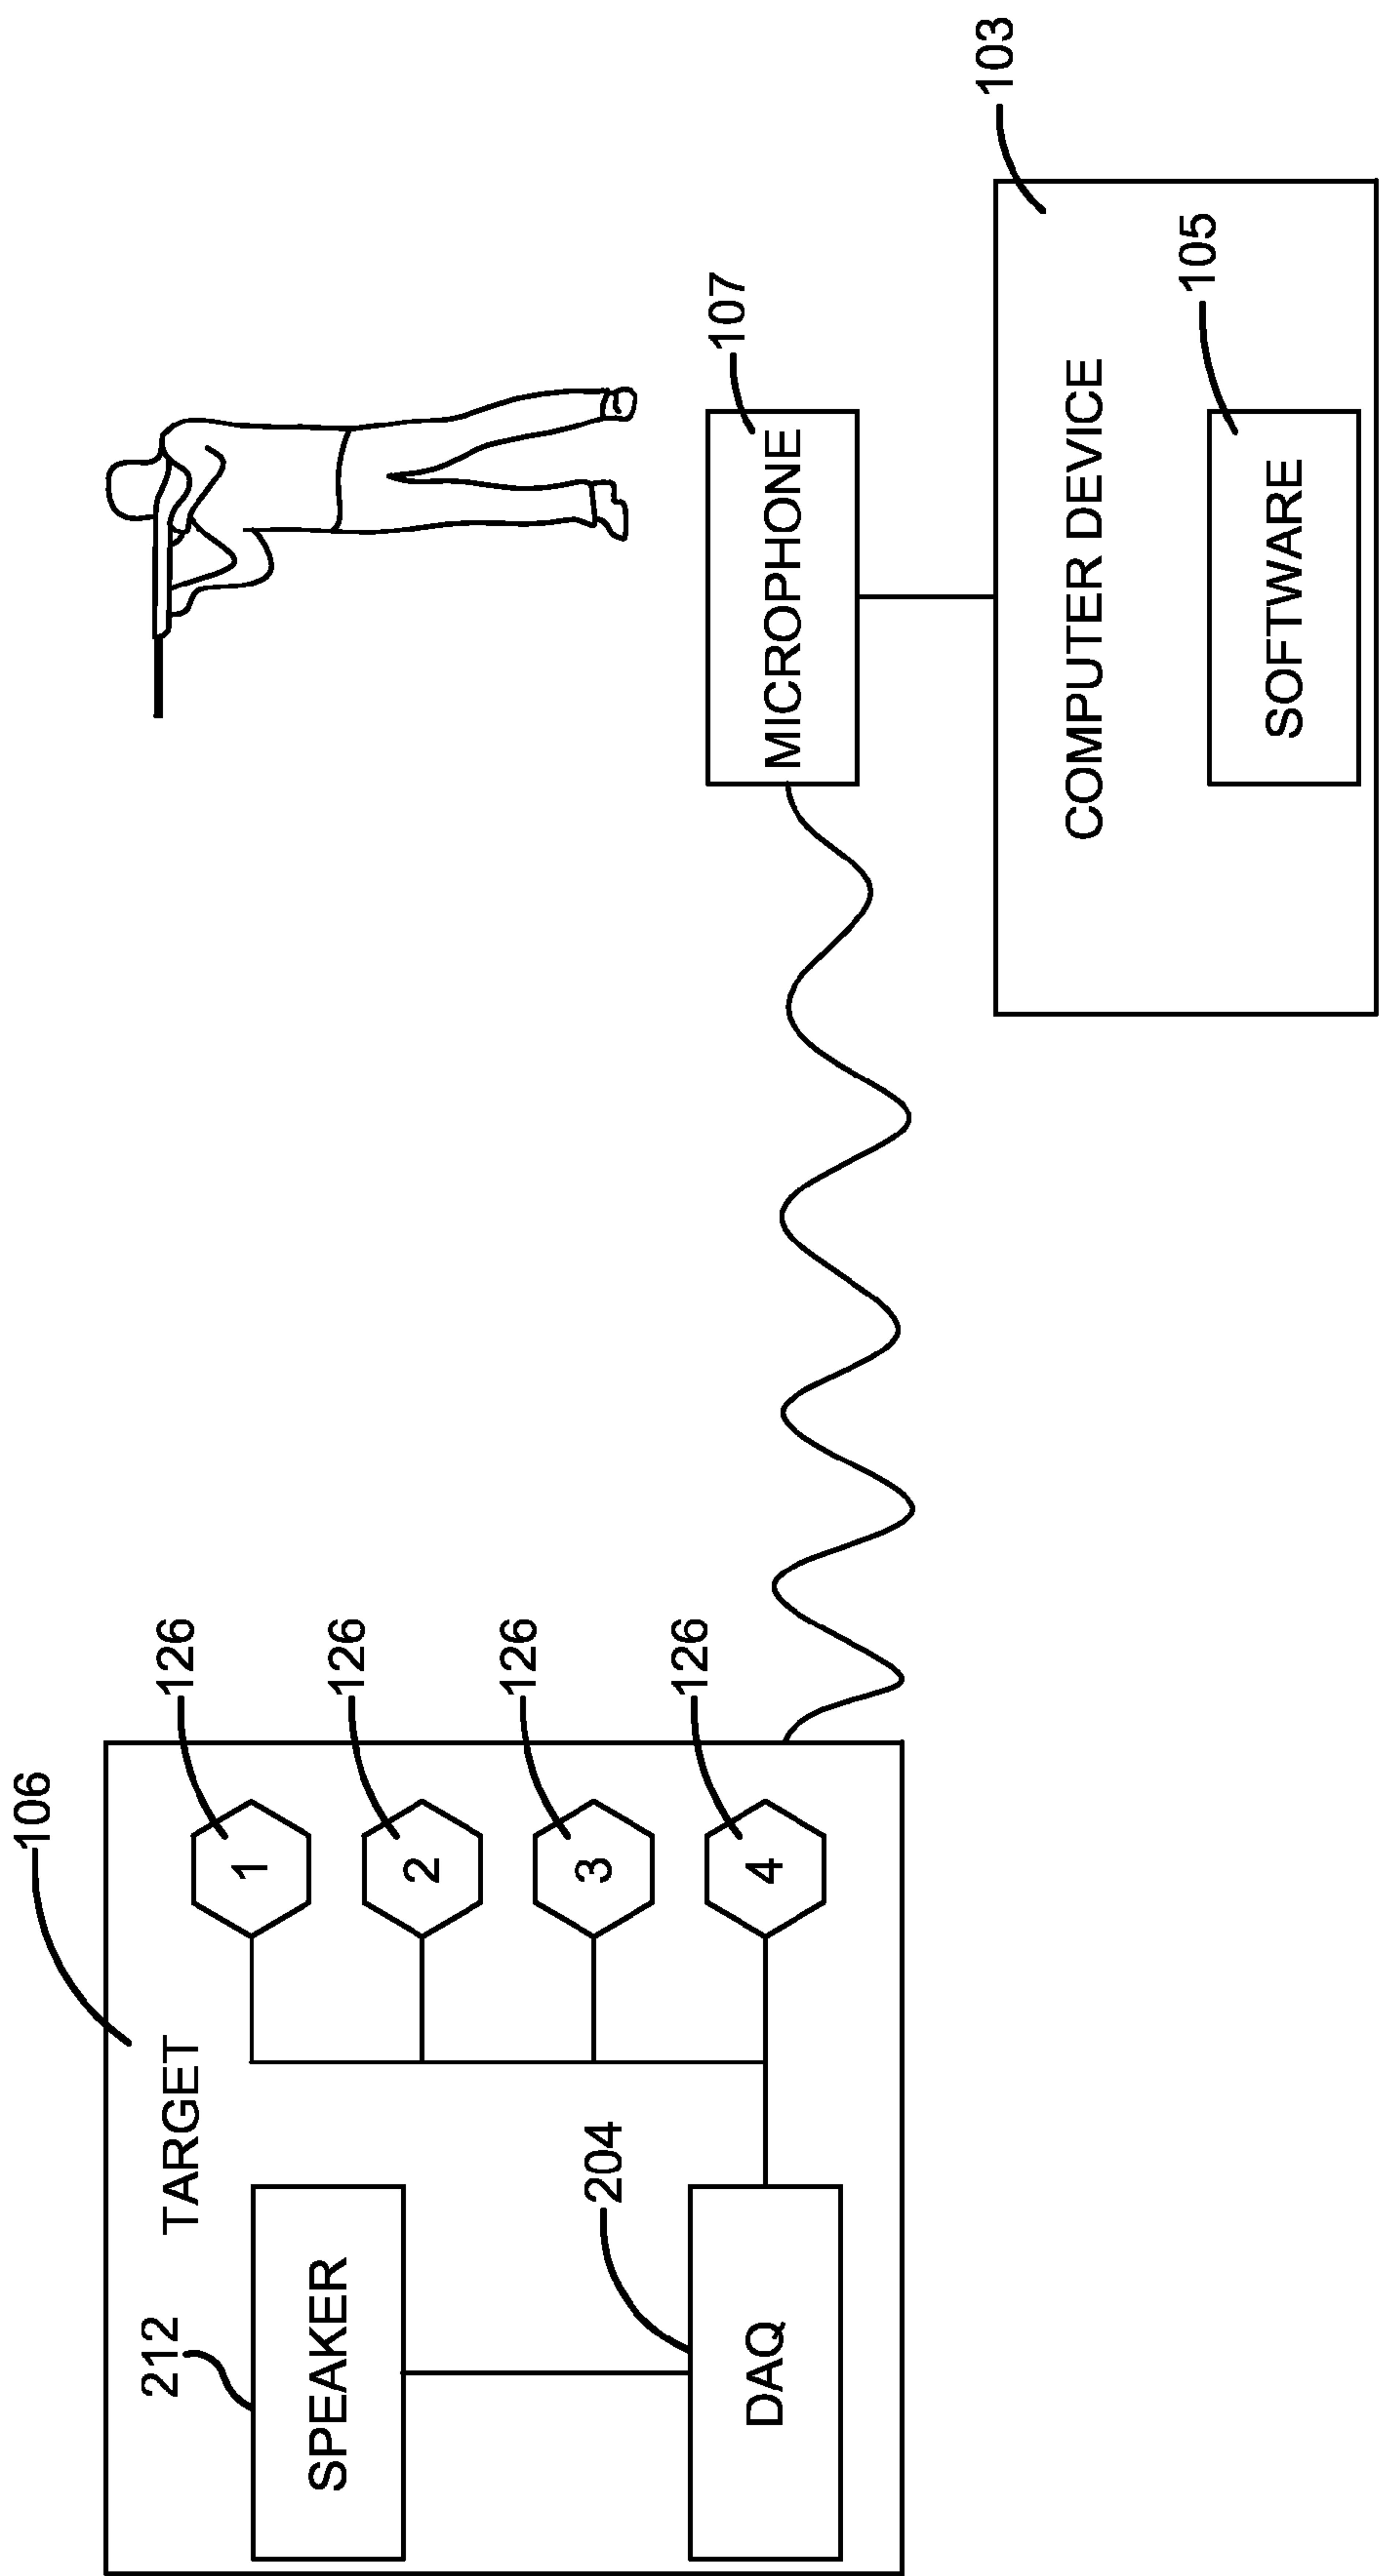 106
TARGET
212
SPEAKER
204
DAQ
126
1
126
2
126
3
126
4
107
MICROPHONE
103
COMPUTER DEVICE
105
SOFTWARE